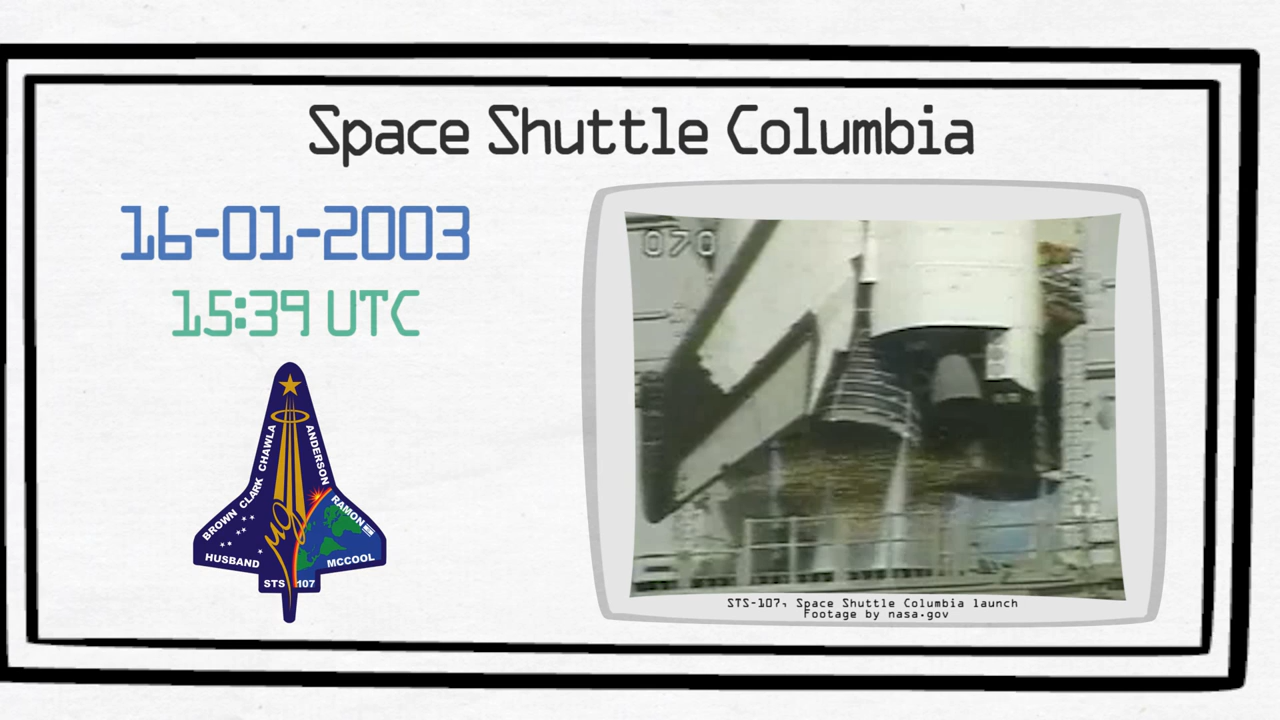 Space Shuttle Columbia
16-01-2003
15:39 UTC
070
CHAWLA
ANDERSON
CLARK
BROWN
RAMON
HUSBAND
MCCOOL
STS 107
STS-107, Space Shuttle Columbia launch
Footage by nasa.gov